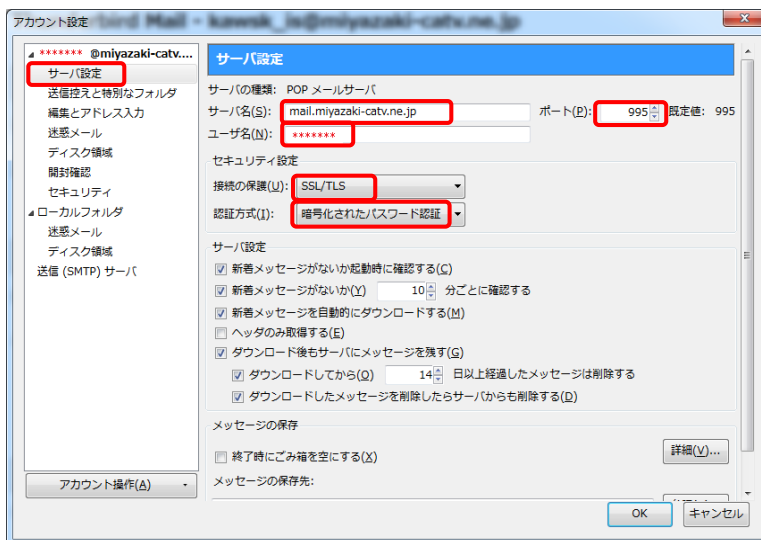 Mail - kawsk_is@miyazaki-catv.ne.jp
アカウント設定
******* @miyazaki-catv....
サーバ設定
送信控えと特別なフォルダ
編集とアドレス入力
迷惑メール
ディスク領域
開封確認
セキュリティ
ローカルフォルダ
迷惑メール
ディスク領域
送信 (SMTP) サーバ
アカウント操作(A)
サーバ設定
サーバの種類: POP メールサーバ
サーバ名(S): mail.miyazaki-catv.ne.jp ポート(P): 995 既定値: 995
ユーザ名(N): *******
セキュリティ設定
接続の保護(U): SSL/TLS
認証方式(I): 暗号化されたパスワード認証
サーバ設定
新着メッセージがないか起動時に確認する(C)
新着メッセージがないか(Y) 10 分ごとに確認する
新着メッセージを自動的にダウンロードする(M)
ヘッダのみ取得する(E)
ダウンロード後もサーバにメッセージを残す(G)
ダウンロードしてから(O) 14 日以上経過したメッセージは削除する
ダウンロードしたメッセージを削除したらサーバからも削除する(D)
メッセージの保存
終了時にごみ箱を空にする(X) 詳細(V)...
メッセージの保存先:
OK キャンセル